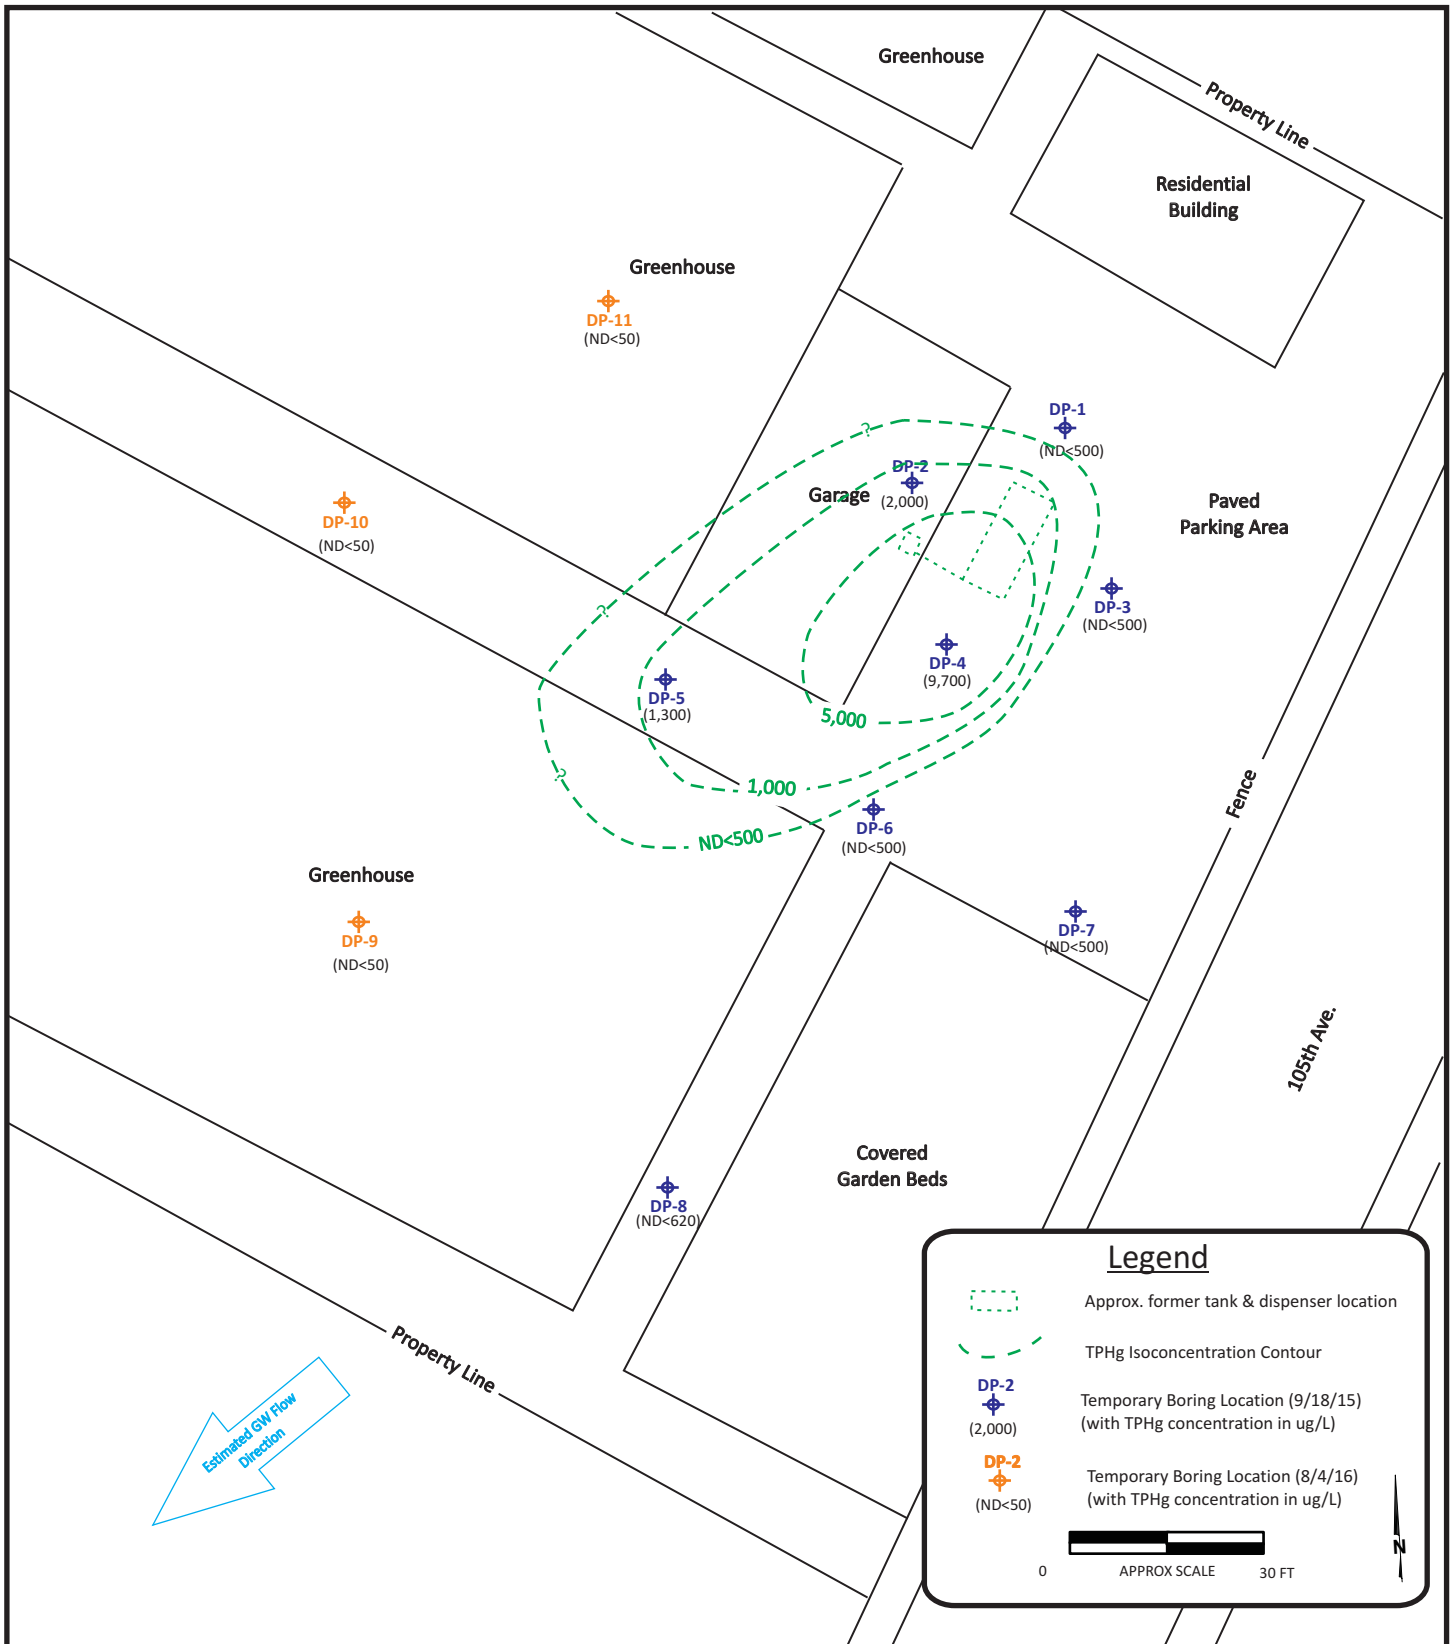 Greenhouse
Property Line
Residential
Building
Greenhouse
DP-11
(ND<50)
DP-1
(ND<500)
?
DP-2
Garage
(2,000)
Paved
Parking Area
DP-10
(ND<50)
DP-3
(ND<500)
?
DP-4
(9,700)
DP-5
(1,300)
5,000
?
1,000
Fence
DP-6
(ND<500)
ND<500
Greenhouse
DP-7
(ND<500)
DP-9
(ND<50)
105th Ave.
Covered
Garden Beds
DP-8
(ND<620)
Property Line
Estimated GW Flow
Direction
Legend
Approx. former tank & dispenser location
TPHg Isoconcentration Contour
DP-2
(2,000)
Temporary Boring Location (9/18/15)
(with TPHg concentration in ug/L)
DP-2
(ND<50)
Temporary Boring Location (8/4/16)
(with TPHg concentration in ug/L)
N
0 APPROX SCALE 30 FT